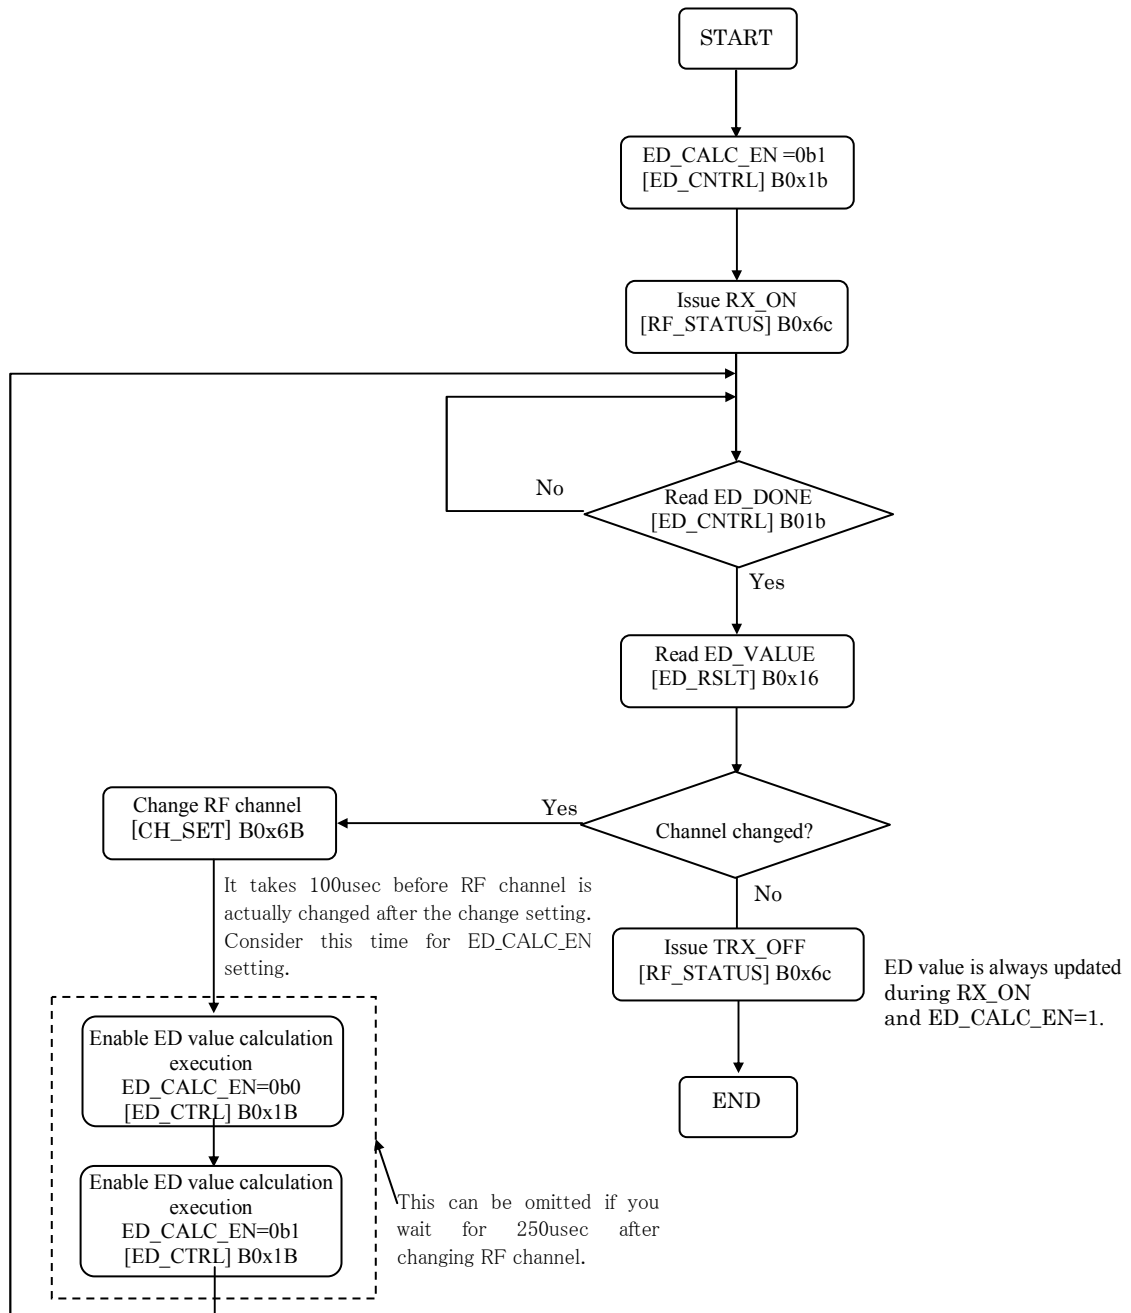 START
ED_CALC_EN =0b1
[ED_CNTRL] B0x1b
Issue RX_ON
[RF_STATUS] B0x6c
No
Read ED_DONE
[ED_CNTRL] B01b
Yes
Read ED_VALUE
[ED_RSLT] B0x16
Change RF channel
[CH_SET] B0x6B
Yes
Channel changed?
It takes 100usec before RF channel is
actually changed after the change setting.
Consider this time for ED_CALC_EN
setting.
No
Issue TRX_OFF
[RF_STATUS] B0x6c
ED value is always updated
during RX_ON
and ED_CALC_EN=1.
Enable ED value calculation
execution
ED_CALC_EN=0b0
[ED_CTRL] B0x1B
END
Enable ED value calculation
execution
ED_CALC_EN=0b1
[ED_CTRL] B0x1B
This can be omitted if you
wait for 250usec after
changing RF channel.